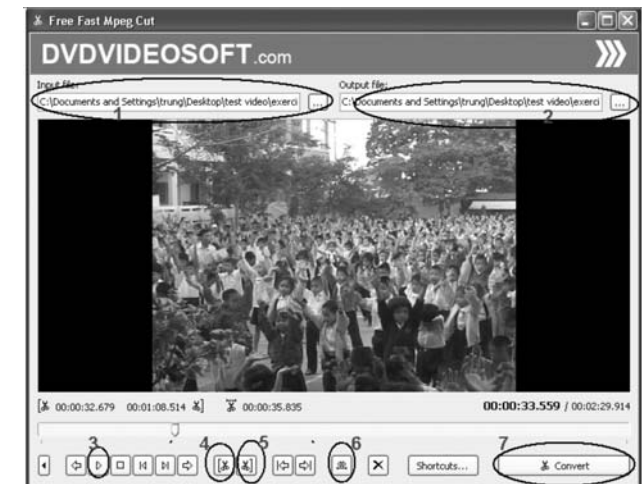 Free Fast Mpeg Cut
DVDVIDEOSOFT.com
Input file:
Output file:
C:\Documents and Settings\trung\Desktop\test video\exerci
...
C:\Documents and Settings\trung\Desktop\test video\exerci
...
1
2
00:00:32.679 00:01:08.514 00:00:35.835 00:00:33.559 / 00:02:29.914
3 4 5 6 7
Shortcuts... Convert